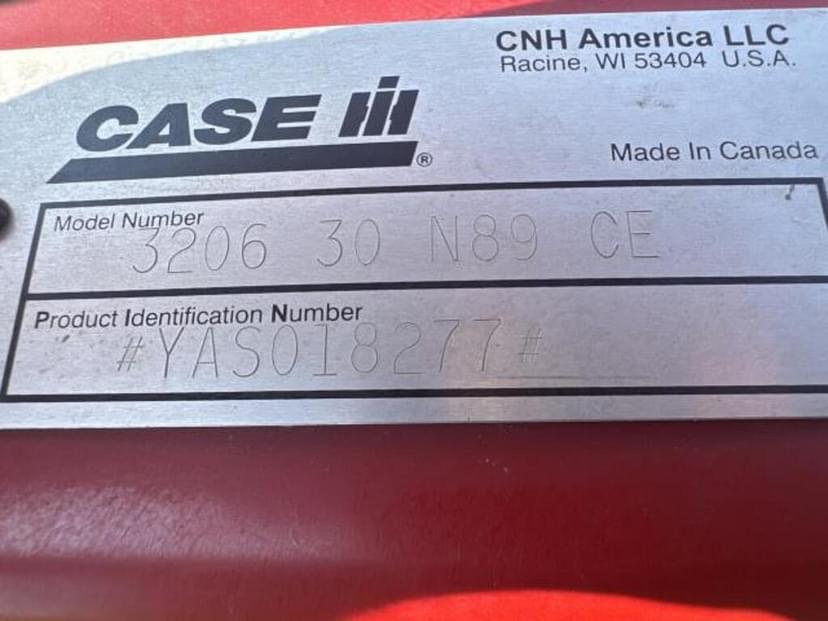 CNH America LLC
Racine, WI 53404 U.S.A.
CASE IH ®
Made In Canada
Model Number
3206 30 N89 CE
Product Identification Number
#YAS018277#